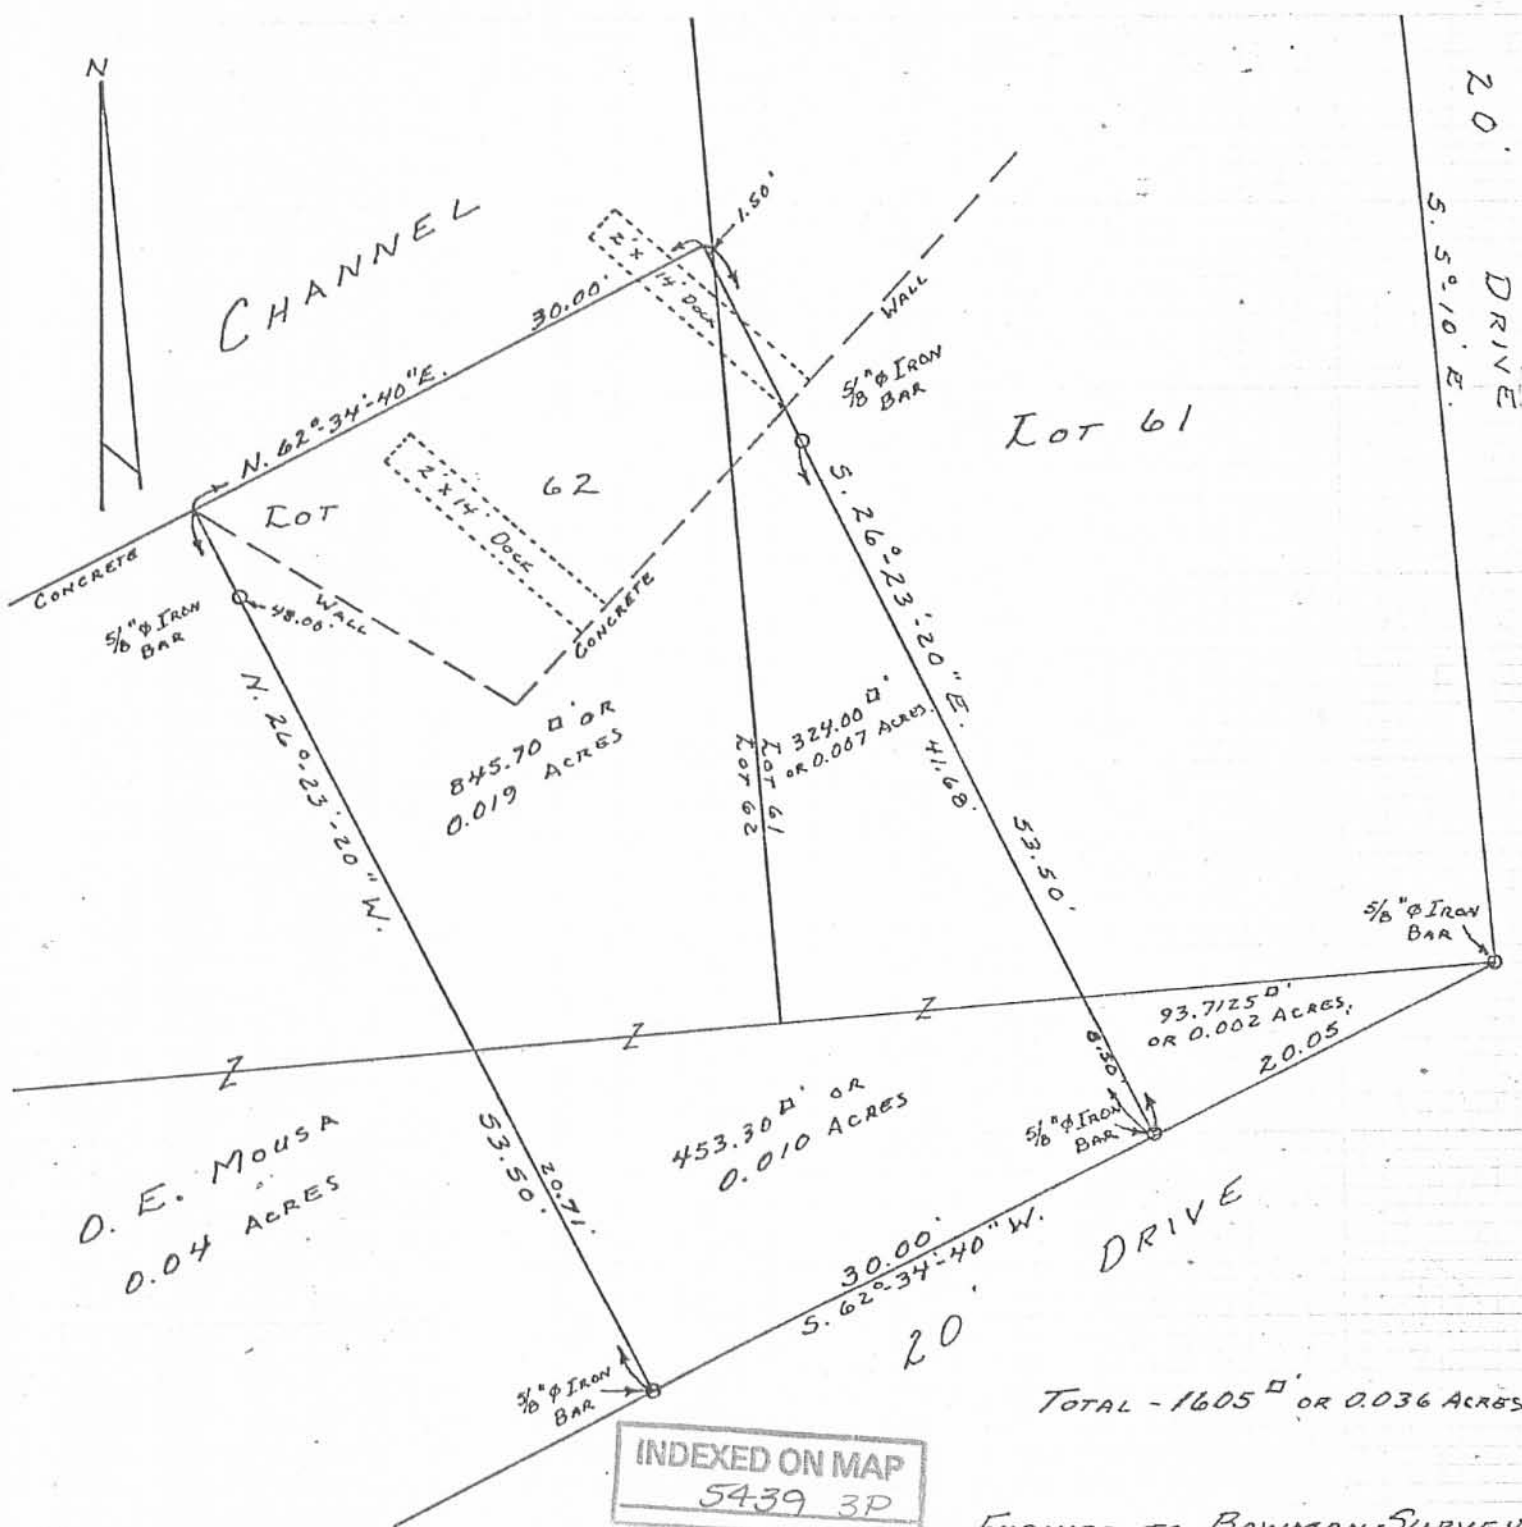 N
CHANNEL
20' DRIVE
S. 5°-10' E.
1.50'
2' X 14' DOCK
30.00'
N. 62°-34'-40" E.
WALL
5/8" ϕ IRON
BAR
LOT 61
LOT 62
2' X 14' DOCK
CONCRETE
CONCRETE
WALL
5/8" ϕ IRON
BAR
48.00'
N. 26°-23'-20" W.
S. 26°-23'-20" E.
845.70 □' OR
0.019 ACRES
324.00 □'
OR 0.007 ACRES.
LOT 61
LOT 62
41.68'
53.50'
5/8" ϕ IRON
BAR
93.7125 □'
OR 0.002 ACRES.
20.05'
8.30'
Z Z Z
O. E. MOUSA
0.04 ACRES
53.50'
20.71'
453.30 □' OR
0.010 ACRES
5/8" ϕ IRON
BAR
30.00'
S. 62°-34'-40" W.
20' DRIVE
5/8" ϕ IRON
BAR
TOTAL - 1605 □' OR 0.036 ACRES
INDEXED ON MAP
5439 3P